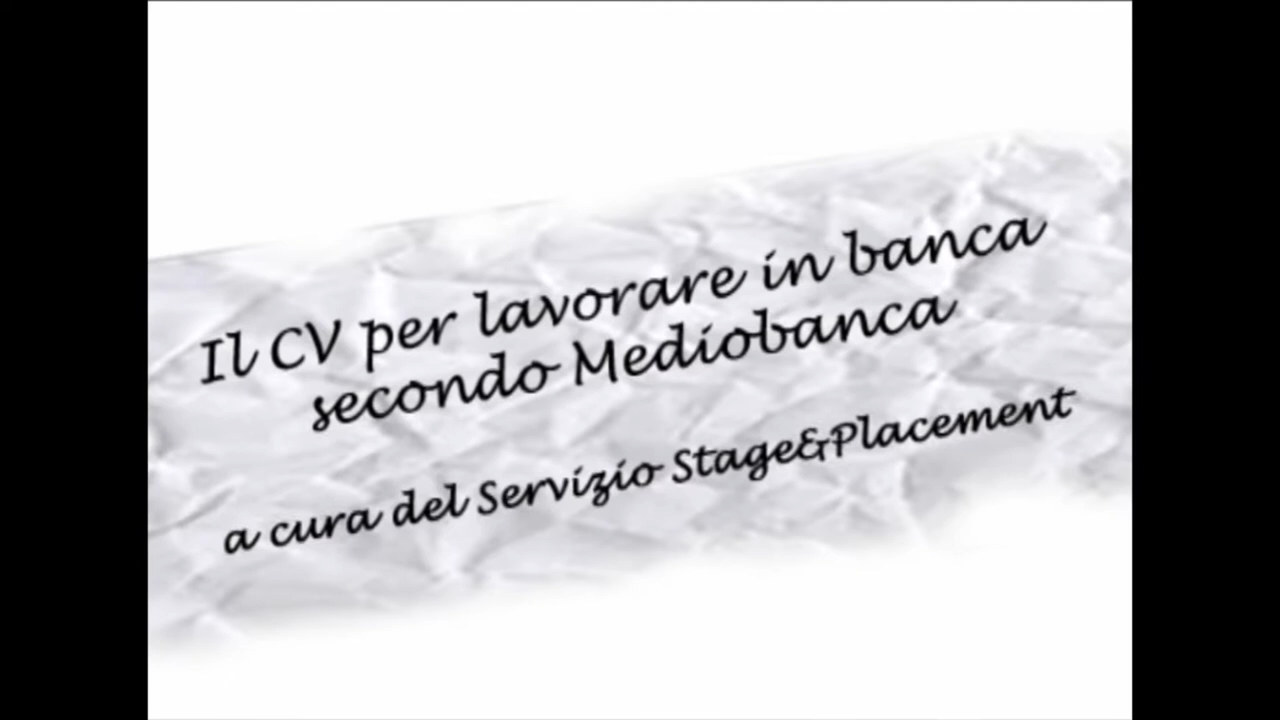 Il CV per lavorare in banca
secondo Mediobanca
a cura del Servizio Stage&Placement